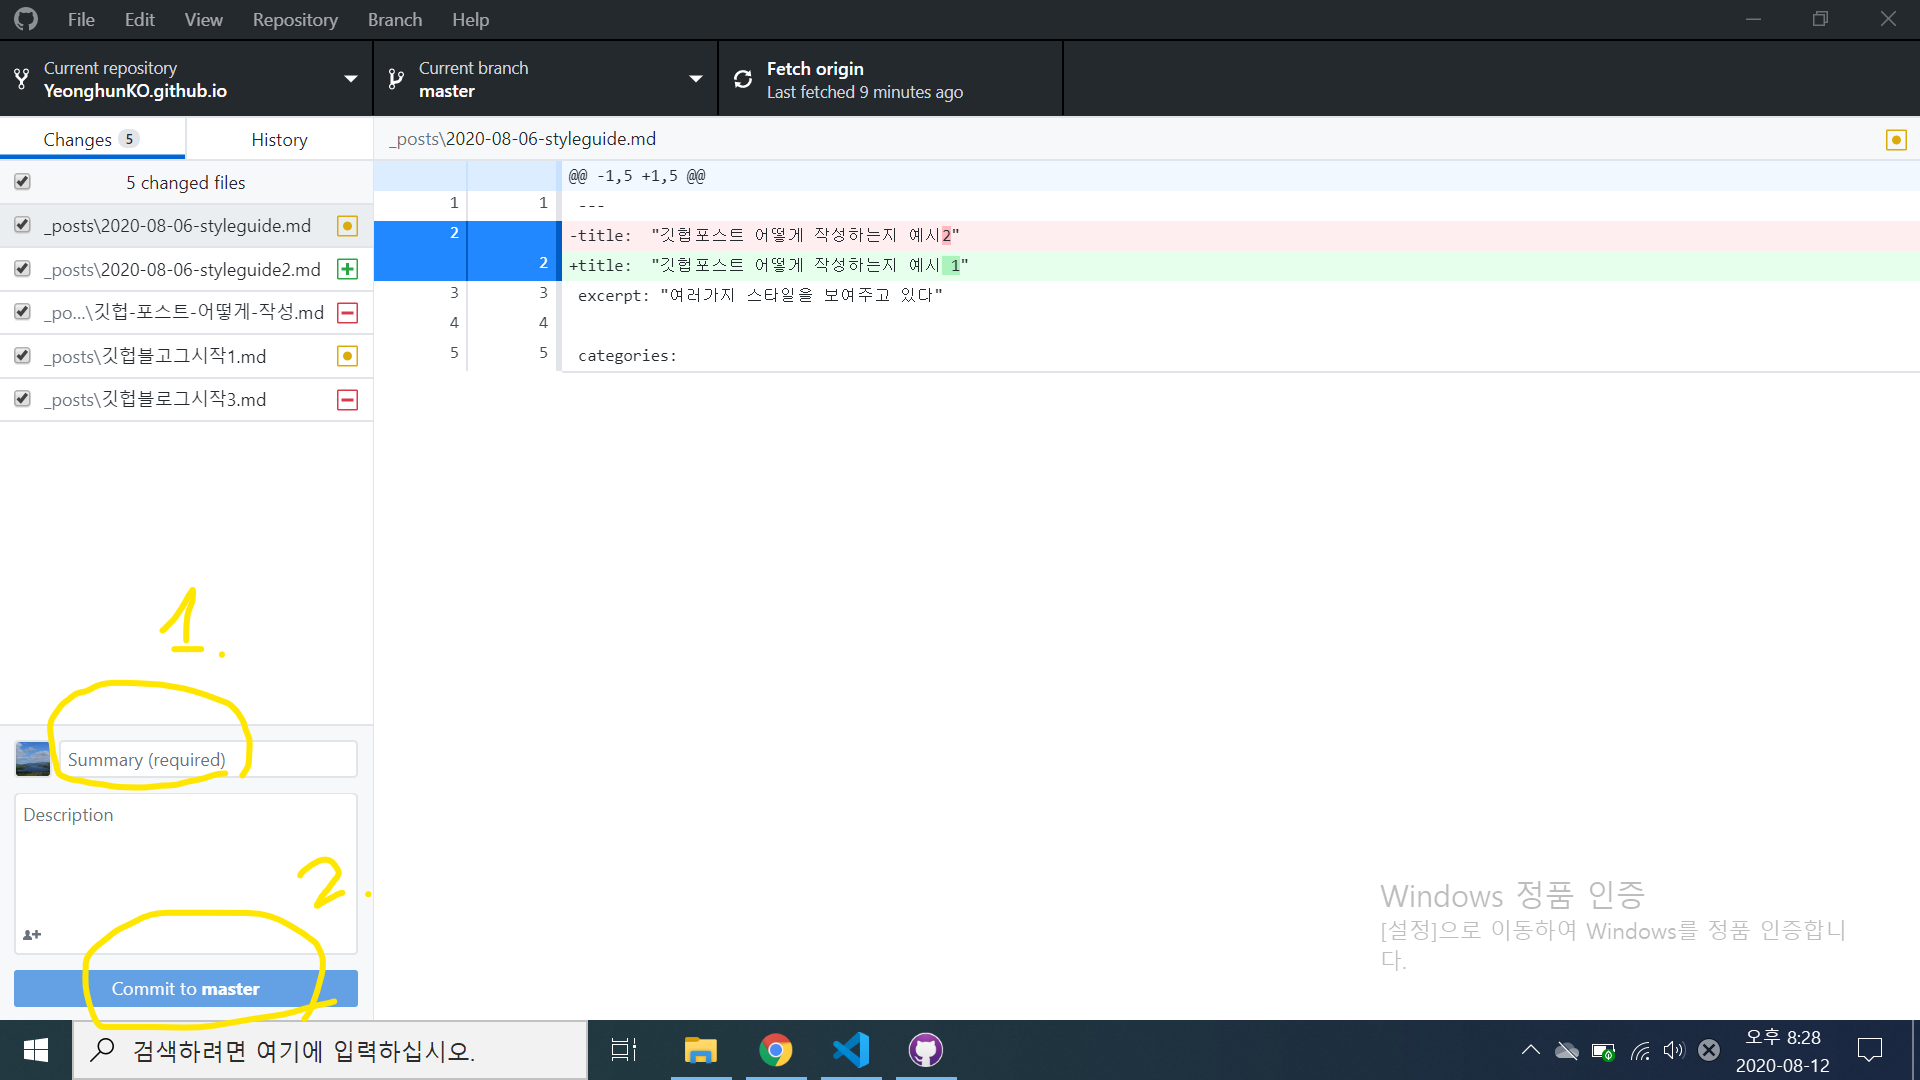 File Edit View Repository Branch Help
Current repository
YeonghunKO.github.io
Current branch
master
Fetch origin
Last fetched 9 minutes ago
Changes 5
History
_posts\2020-08-06-styleguide.md
5 changed files
_posts\2020-08-06-styleguide.md
_posts\2020-08-06-styleguide2.md
_po...\깃헙-포스트-어떻게-작성.md
_posts\깃헙블고그시작1.md
_posts\깃헙블로그시작3.md
@@ -1,5 +1,5 @@
1 1 ---
2 -title: "깃헙포스트 어떻게 작성하는지 예시2"
2 +title: "깃헙포스트 어떻게 작성하는지 예시 1"
3 3 excerpt: "여러가지 스타일을 보여주고 있다"
4 4
5 5 categories:
1.
Summary (required)
Description
2.
Commit to master
Windows 정품 인증
[설정]으로 이동하여 Windows를 정품 인증합니
다.
검색하려면 여기에 입력하십시오.
오후 8:28
2020-08-12